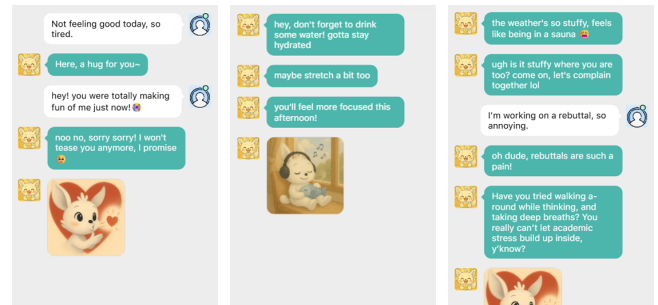 Not feeling good today, so
tired.
Here, a hug for you~
hey! you were totally making
fun of me just now!😭
noo no, sorry sorry! I won't
tease you anymore, I promise
🥺
hey, don't forget to drink
some water! gotta stay
hydrated
maybe stretch a bit too
you'll feel more focused this
afternoon!
the weather's so stuffy, feels
like being in a sauna 😫
ugh is it stuffy where you are
too? come on, let's complain
together lol
I'm working on a rebuttal, so
annoying.
oh dude, rebuttals are such a
pain!
Have you tried walking a-
round while thinking, and
taking deep breaths? You
really can't let academic
stress build up inside,
y'know?